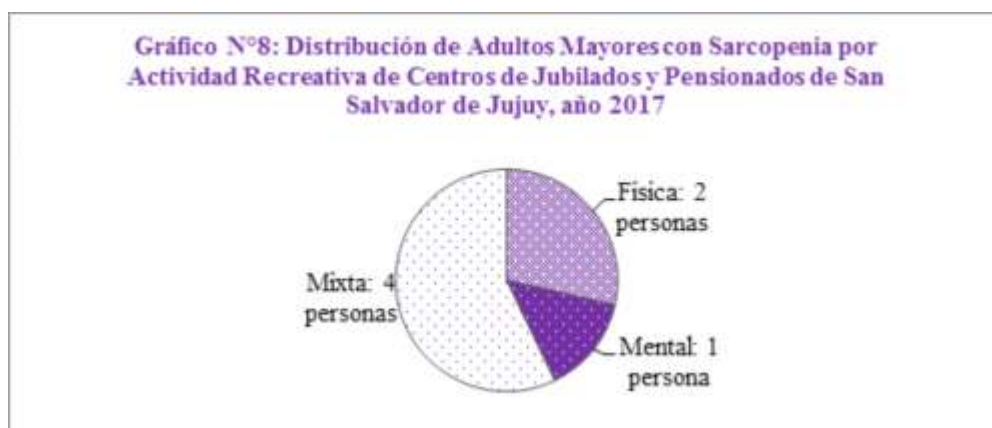 Gráfico N°8: Distribución de Adultos Mayores con Sarcopenia por
Actividad Recreativa de Centros de Jubilados y Pensionados de San
Salvador de Jujuy, año 2017
Física: 2
personas
Mixta: 4
personas
Mental: 1
persona